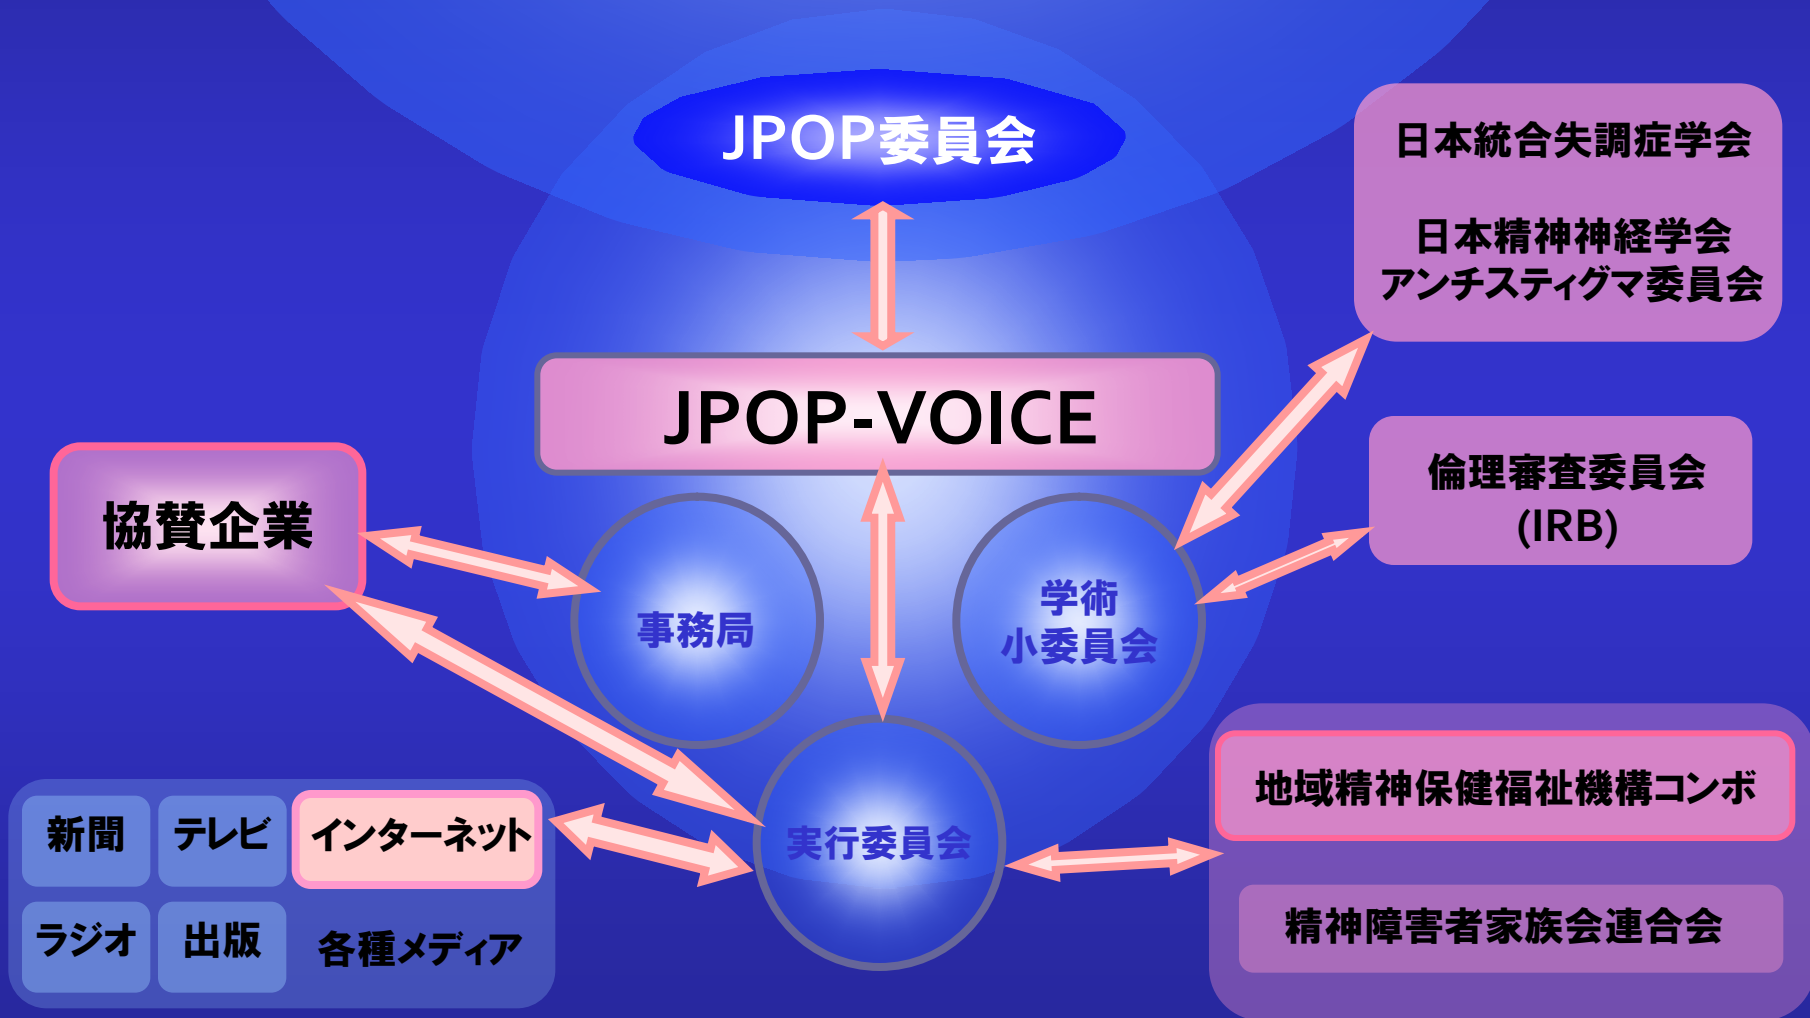 JPOP委員会
日本統合失調症学会
日本精神神経学会
アンチスティグマ委員会
JPOP-VOICE
倫理審査委員会
(IRB)
協賛企業
事務局
学術
小委員会
実行委員会
地域精神保健福祉機構コンボ
精神障害者家族会連合会
新聞
テレビ
インターネット
ラジオ
出版
各種メディア